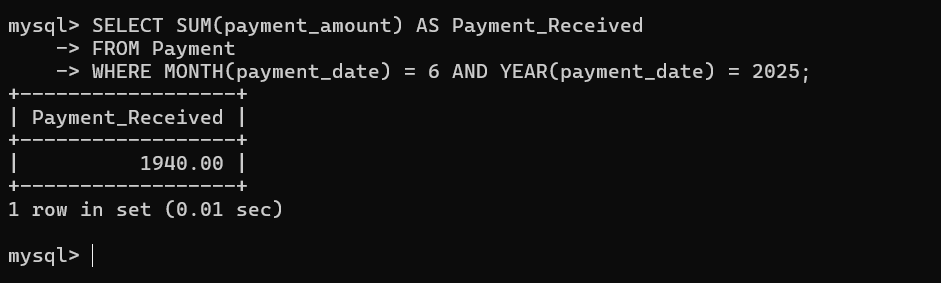 mysql> SELECT SUM(payment_amount) AS Payment_Received
    -> FROM Payment
    -> WHERE MONTH(payment_date) = 6 AND YEAR(payment_date) = 2025;
+------------------+
| Payment_Received |
+------------------+
|          1940.00 |
+------------------+
1 row in set (0.01 sec)

mysql>